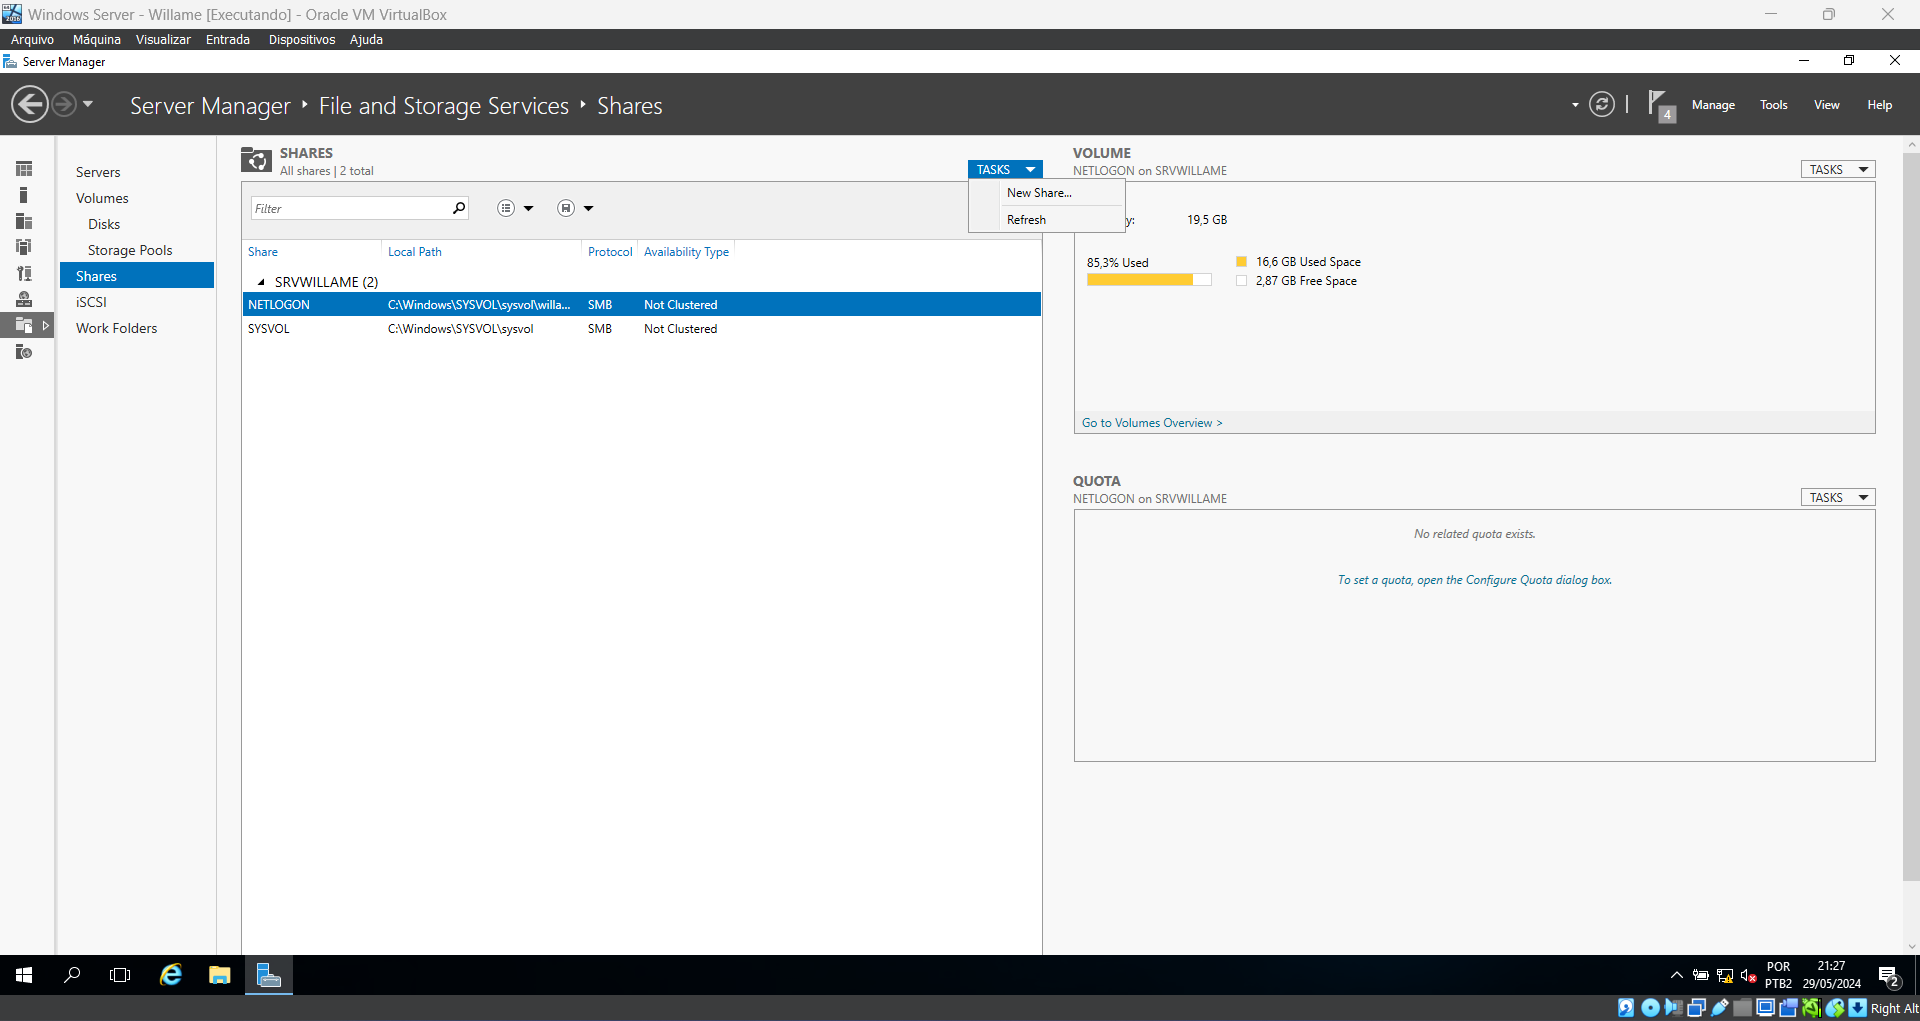 Windows Server - Willame [Executando] - Oracle VM VirtualBox
Arquivo Máquina Visualizar Entrada Dispositivos Ajuda
Server Manager
Server Manager ‣ File and Storage Services ‣ Shares
4 Manage Tools View Help
Servers
Volumes
Disks
Storage Pools
Shares
iSCSI
Work Folders
SHARES
All shares | 2 total
TASKS
New Share...
Refresh
Filter
Share Local Path Protocol Availability Type
SRVWILLAME (2)
NETLOGON C:\Windows\SYSVOL\sysvol\willa... SMB Not Clustered
SYSVOL C:\Windows\SYSVOL\sysvol SMB Not Clustered
VOLUME
NETLOGON on SRVWILLAME
TASKS
y: 19,5 GB
85,3% Used
16,6 GB Used Space
2,87 GB Free Space
Go to Volumes Overview >
QUOTA
NETLOGON on SRVWILLAME
TASKS
No related quota exists.
To set a quota, open the Configure Quota dialog box.
POR
PTB2
21:27
29/05/2024
2
Right Alt